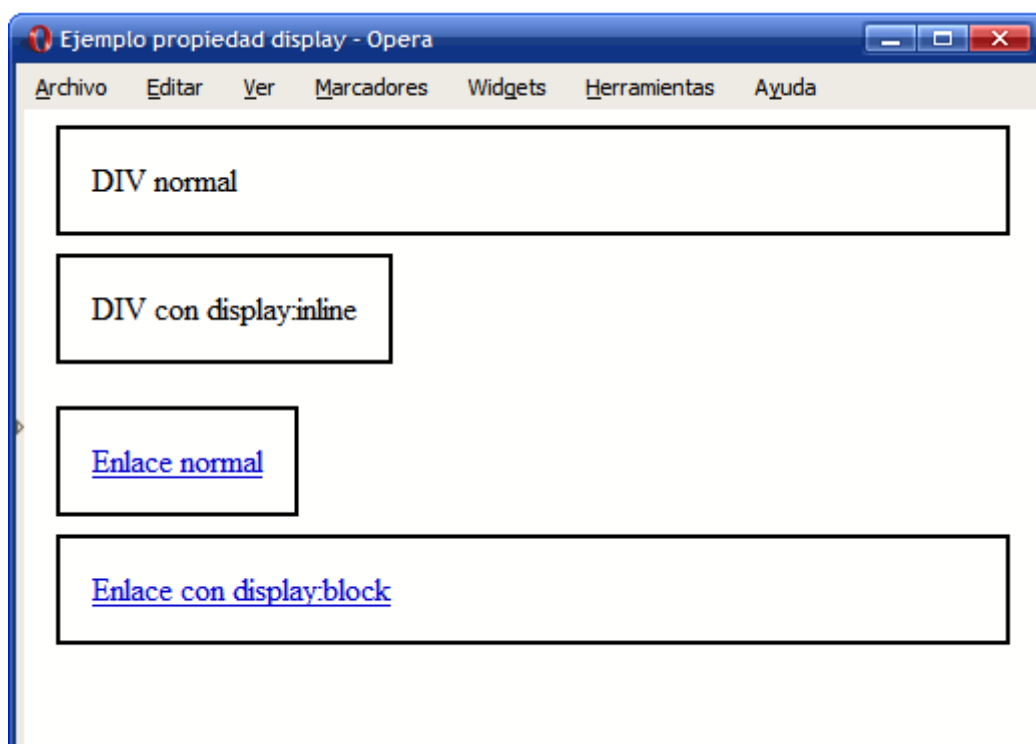 Ejemplo propiedad display - Opera
Archivo Editar Ver Marcadores Widgets Herramientas Ayuda
DIV normal
DIV con display:inline
Enlace normal
Enlace con display:block